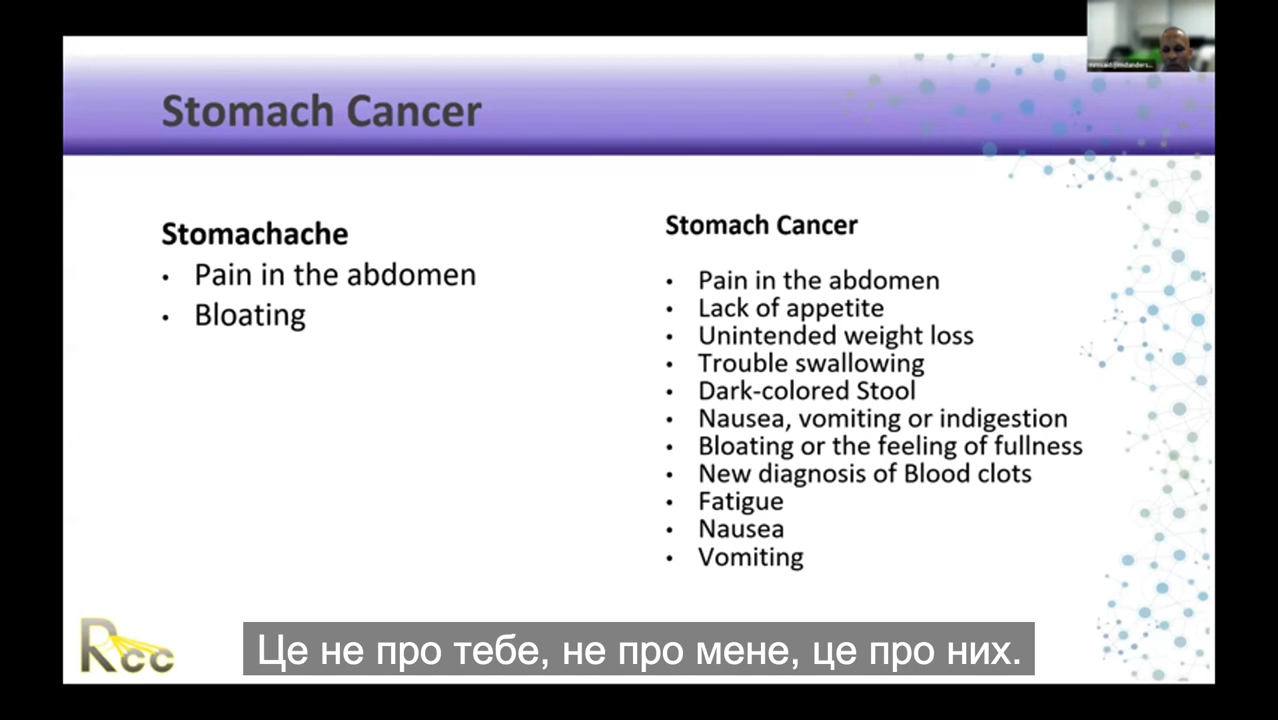 Stomach Cancer
Stomachache
• Pain in the abdomen
• Bloating
Stomach Cancer
• Pain in the abdomen
• Lack of appetite
• Unintended weight loss
• Trouble swallowing
• Dark-colored Stool
• Nausea, vomiting or indigestion
• Bloating or the feeling of fullness
• New diagnosis of Blood clots
• Fatigue
• Nausea
• Vomiting
Rcc
Це не про тебе, не про мене, це про них.